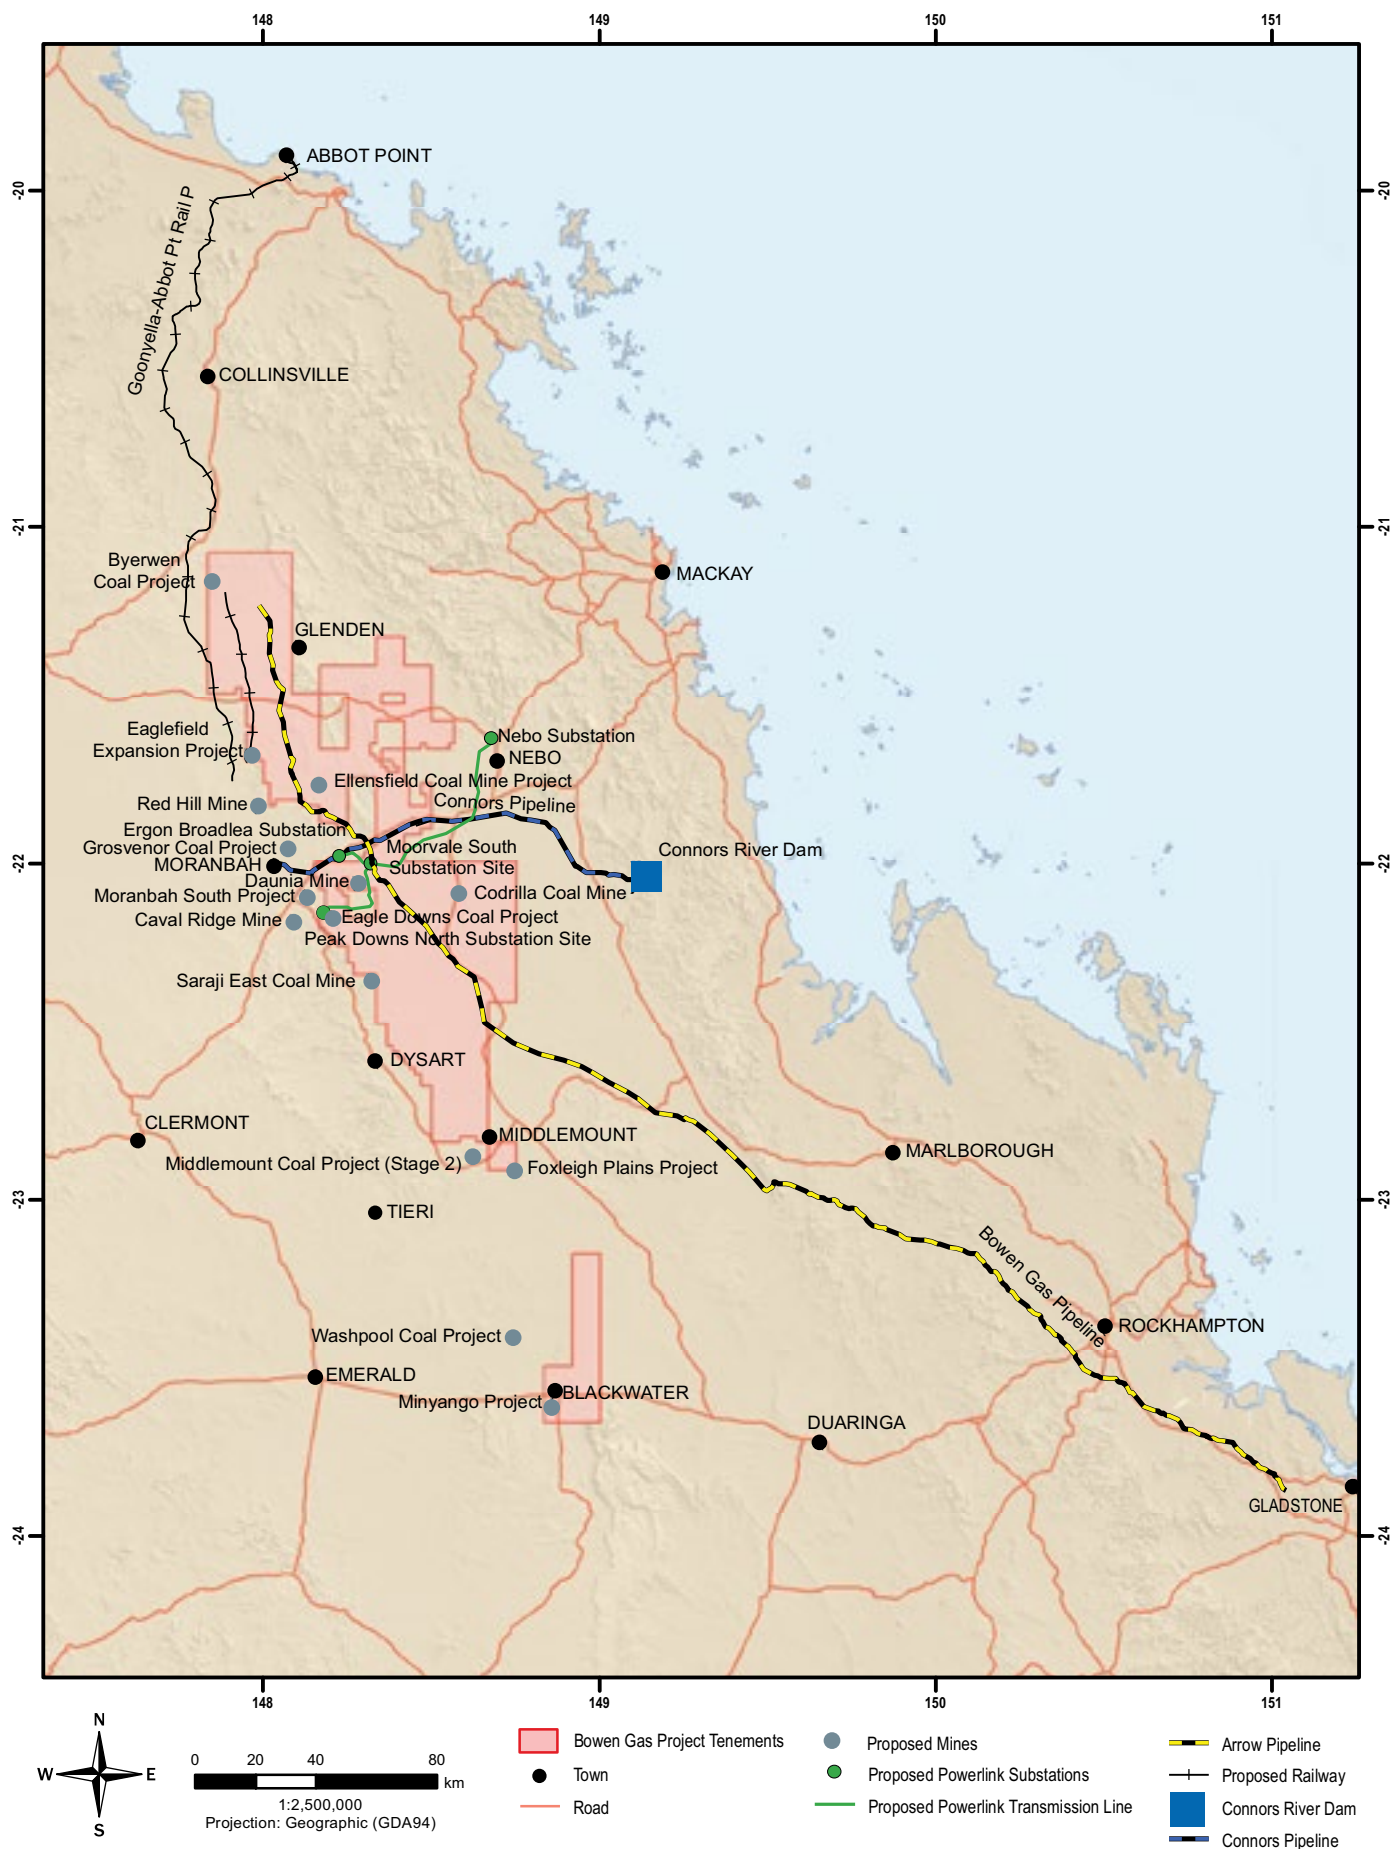 148
149
150
151
-20
-20
ABBOT POINT
Goonyella-Abbot Pt Rail P
COLLINSVILLE
-21
-21
Byerwen
Coal Project
MACKAY
GLENDEN
Eaglefield
Expansion Project
Nebo Substation
NEBO
Ellensfield Coal Mine Project
Red Hill Mine
Connors Pipeline
Ergon Broadlea Substation
Grosvenor Coal Project
Moorvale South
Substation Site
Connors River Dam
-22
-22
MORANBAH
Daunia Mine
Codrilla Coal Mine
Moranbah South Project
Caval Ridge Mine
Eagle Downs Coal Project
Peak Downs North Substation Site
Saraji East Coal Mine
DYSART
CLERMONT
MIDDLEMOUNT
MARLBOROUGH
Middlemount Coal Project (Stage 2)
Foxleigh Plains Project
-23
-23
TIERI
Bowen Gas Pipeline
Washpool Coal Project
ROCKHAMPTON
EMERALD
BLACKWATER
Minyango Project
DUARINGA
GLADSTONE
-24
-24
148
149
150
151
N
W
E
S
0 20 40 80
km
1:2,500,000
Projection: Geographic (GDA94)
Bowen Gas Project Tenements
Town
Road
Proposed Mines
Proposed Powerlink Substations
Proposed Powerlink Transmission Line
Arrow Pipeline
Proposed Railway
Connors River Dam
Connors Pipeline